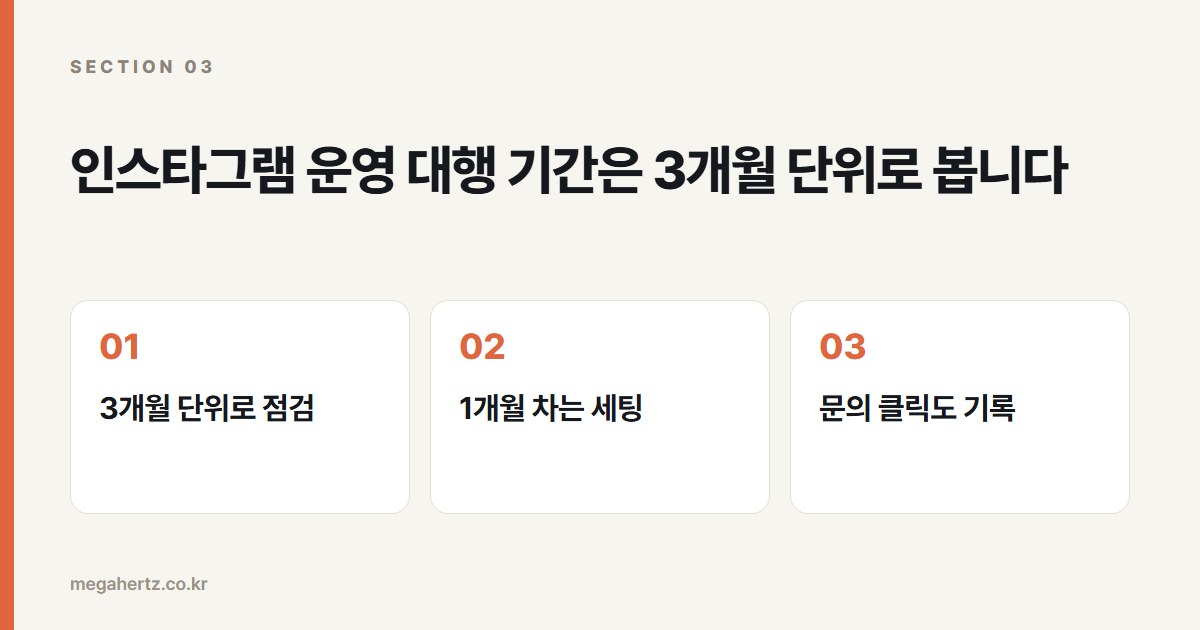 SECTION 03
인스타그램 운영 대행 기간은 3개월 단위로 봅니다
01
3개월 단위로 점검
02
1개월 차는 세팅
03
문의 클릭도 기록
megahertz.co.kr